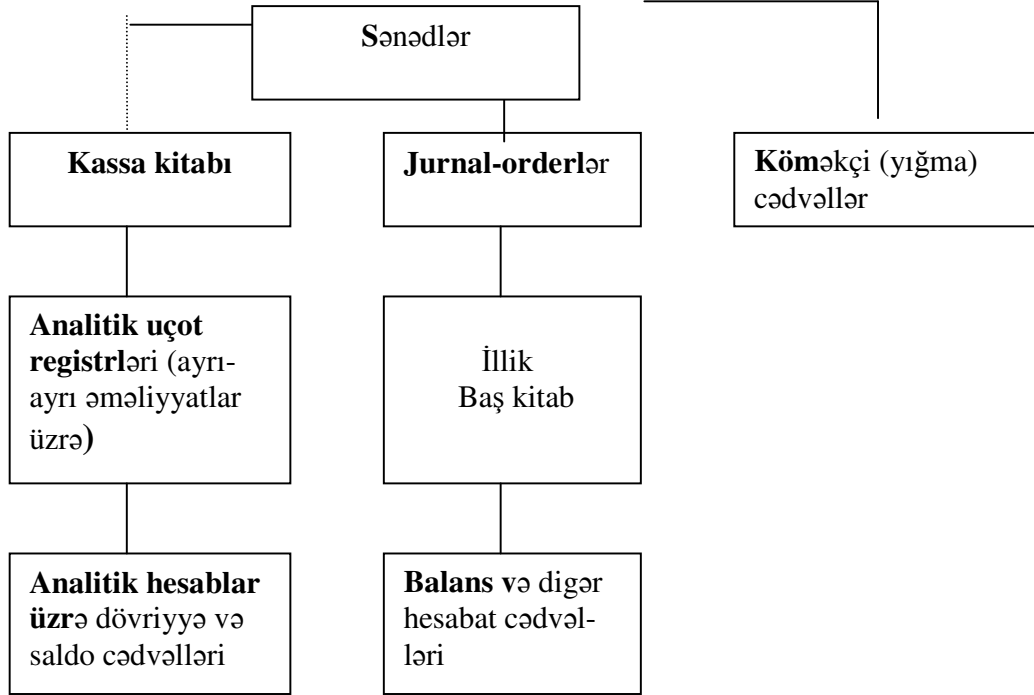 Sənədlər
Kassa kitabı
Jurnal-orderlər
Köməkçi (yığma)
cədvəllər
Analitik uçot
registrləri (ayrı-
ayrı əməliyyatlar
üzrə)
İllik
Baş kitab
Analitik hesablar
üzrə dövriyyə və
saldo cədvəlləri
Balans və digər
hesabat cədvəl-
ləri